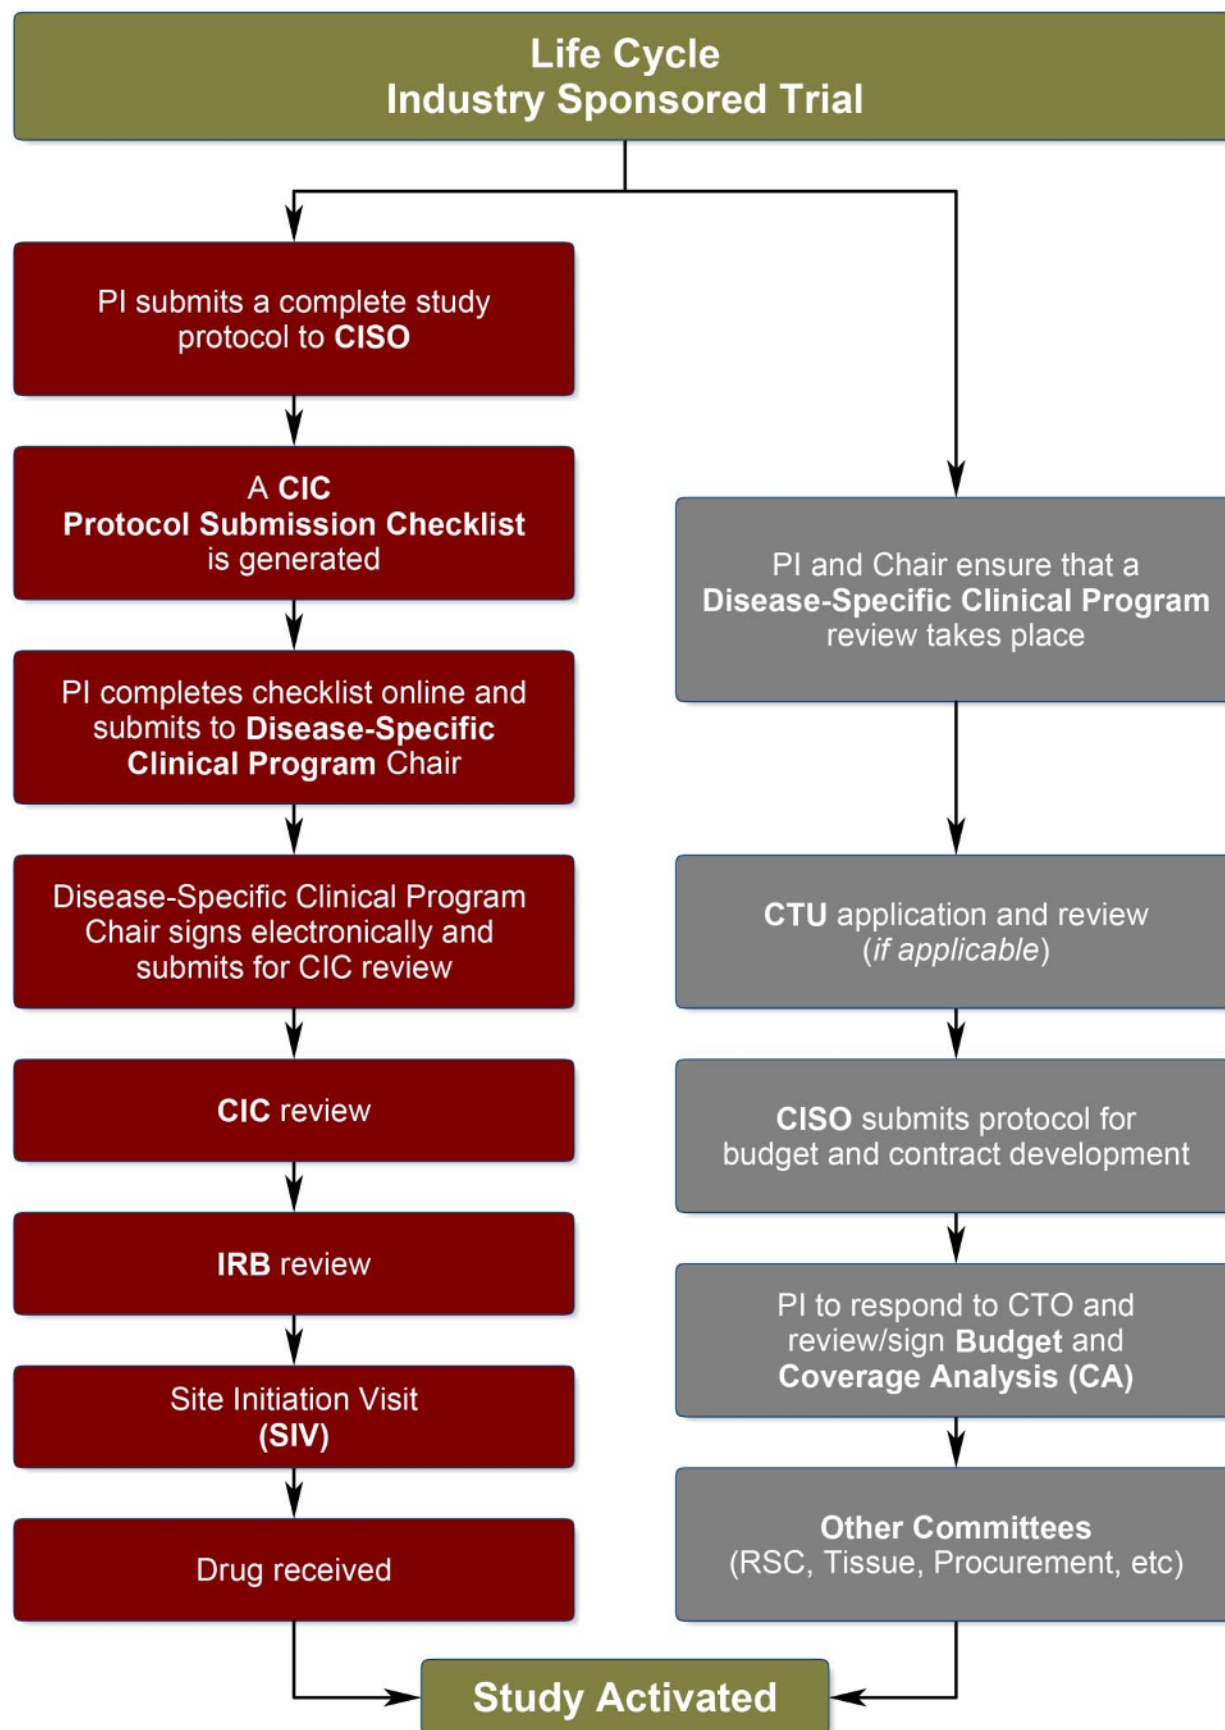 Life Cycle
Industry Sponsored Trial
PI submits a complete study
protocol to CISO
A CIC
Protocol Submission Checklist
is generated
PI completes checklist online and
submits to Disease-Specific
Clinical Program Chair
Disease-Specific Clinical Program
Chair signs electronically and
submits for CIC review
CIC review
IRB review
Site Initiation Visit
(SIV)
Drug received
PI and Chair ensure that a
Disease-Specific Clinical Program
review takes place
CTU application and review
(if applicable)
CISO submits protocol for
budget and contract development
PI to respond to CTO and
review/sign Budget and
Coverage Analysis (CA)
Other Committees
(RSC, Tissue, Procurement, etc)
Study Activated